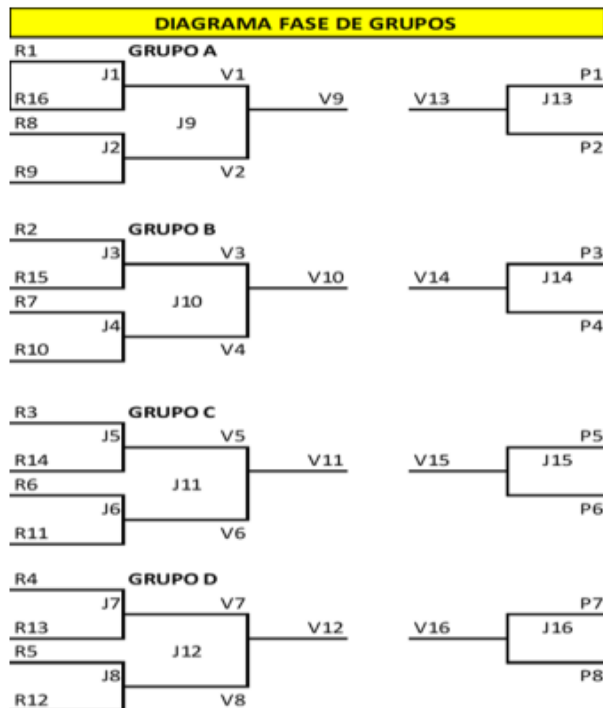 DIAGRAMA FASE DE GRUPOS
R1 GRUPO A
J1 V1 P1
R16 V9 V13 J13
R8 J9
J2 P2
R9 V2
R2 GRUPO B
J3 V3 P3
R15 V10 V14 J14
R7 J10
J4 P4
R10 V4
R3 GRUPO C
J5 V5 P5
R14 V11 V15 J15
R6 J11
J6 P6
R11 V6
R4 GRUPO D
J7 V7 P7
R13 V12 V16 J16
R5 J12
J8 P8
R12 V8